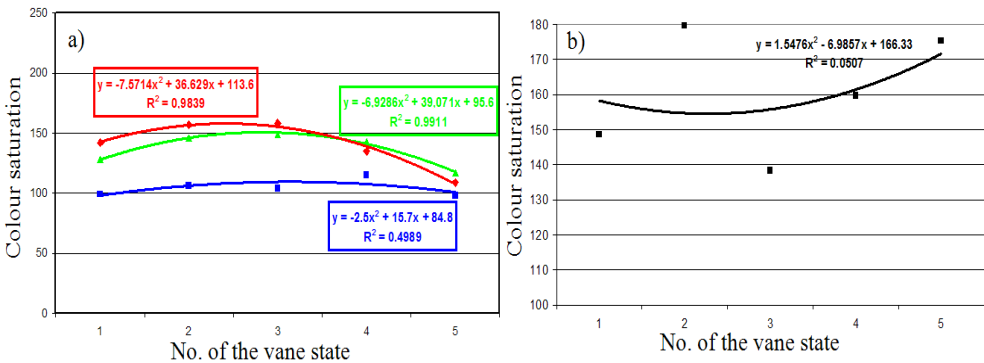 a)
Colour saturation
250
200
150
100
50
0
y = -7.5714x² + 36.629x + 113.6
R² = 0.9839
y = -6.9286x² + 39.071x + 95.6
R² = 0.9911
y = -2.5x² + 15.7x + 84.8
R² = 0.4989
1 2 3 4 5
No. of the vane state
b)
Colour saturation
180
170
160
150
140
130
120
110
100
y = 1.5476x² - 6.9857x + 166.33
R² = 0.0507
1 2 3 4 5
No. of the vane state